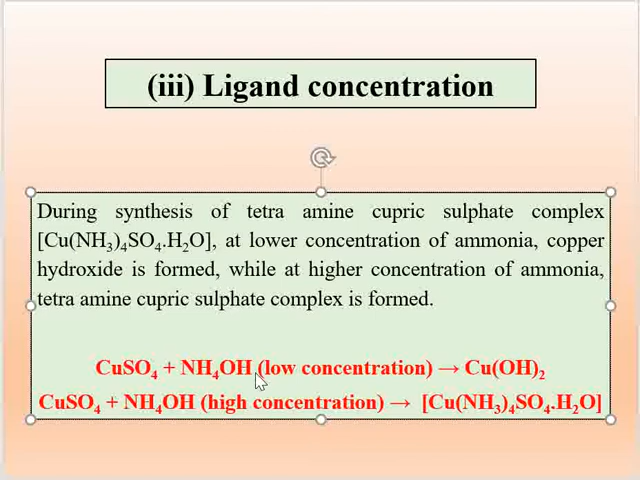 (iii) Ligand concentration
During synthesis of tetra amine cupric sulphate complex
[Cu(NH₃)₄SO₄.H₂O], at lower concentration of ammonia, copper
hydroxide is formed, while at higher concentration of ammonia,
tetra amine cupric sulphate complex is formed.
CuSO₄ + NH₄OH (low concentration) → Cu(OH)₂
CuSO₄ + NH₄OH (high concentration) → [Cu(NH₃)₄SO₄.H₂O]